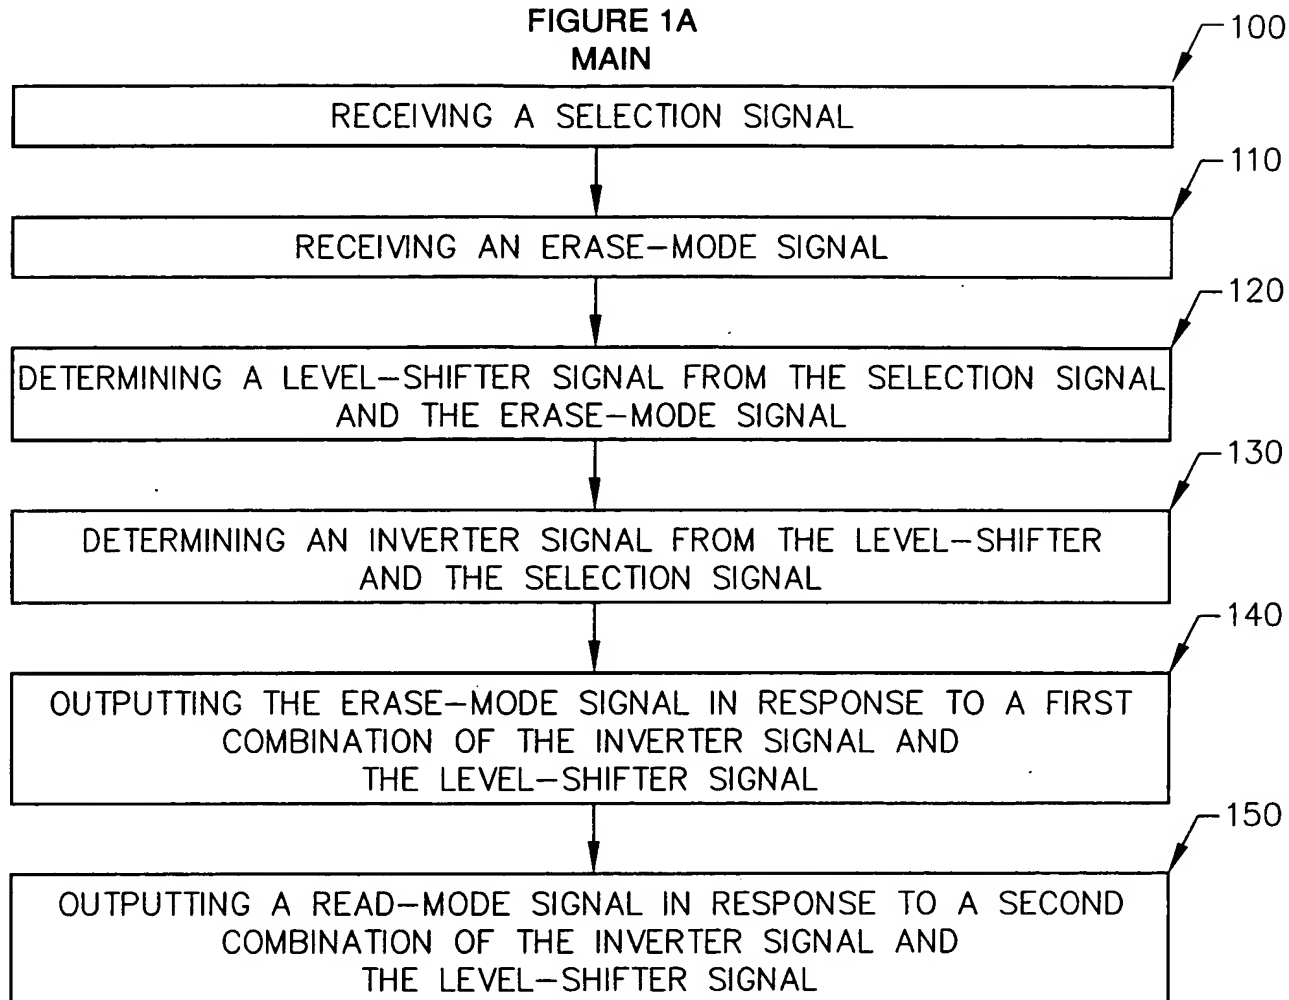 FIGURE 1A
MAIN
100
RECEIVING A SELECTION SIGNAL
110
RECEIVING AN ERASE-MODE SIGNAL
120
DETERMINING A LEVEL-SHIFTER SIGNAL FROM THE SELECTION SIGNAL
AND THE ERASE-MODE SIGNAL
130
DETERMINING AN INVERTER SIGNAL FROM THE LEVEL-SHIFTER
AND THE SELECTION SIGNAL
140
OUTPUTTING THE ERASE-MODE SIGNAL IN RESPONSE TO A FIRST
COMBINATION OF THE INVERTER SIGNAL AND
THE LEVEL-SHIFTER SIGNAL
150
OUTPUTTING A READ-MODE SIGNAL IN RESPONSE TO A SECOND
COMBINATION OF THE INVERTER SIGNAL AND
THE LEVEL-SHIFTER SIGNAL